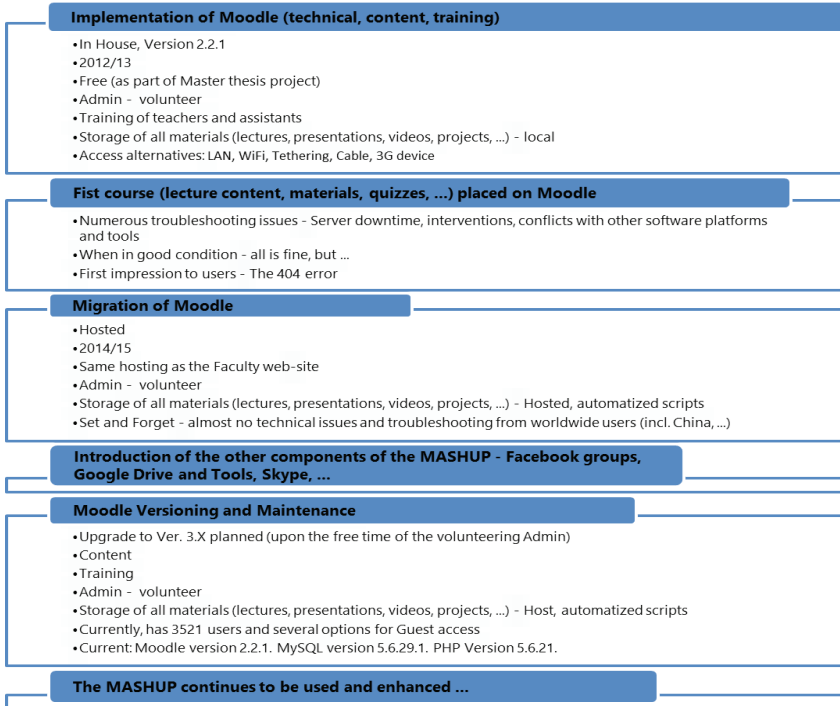 Implementation of Moodle (technical, content, training)
•In House, Version 2.2.1
•2012/13
•Free (as part of Master thesis project)
•Admin - volunteer
•Training of teachers and assistants
•Storage of all materials (lectures, presentations, videos, projects, ...) - local
•Access alternatives: LAN, WiFi, Tethering, Cable, 3G device
Fist course (lecture content, materials, quizzes, ...) placed on Moodle
•Numerous troubleshooting issues - Server downtime, interventions, conflicts with other software platforms
and tools
•When in good condition - all is fine, but ...
•First impression to users - The 404 error
Migration of Moodle
•Hosted
•2014/15
•Same hosting as the Faculty web-site
•Admin - volunteer
•Storage of all materials (lectures, presentations, videos, projects, ...) - Hosted, automatized scripts
•Set and Forget - almost no technical issues and troubleshooting from worldwide users (incl. China, ...)
Introduction of the other components of the MASHUP - Facebook groups,
Google Drive and Tools, Skype, ...
Moodle Versioning and Maintenance
•Upgrade to Ver. 3.X planned (upon the free time of the volunteering Admin)
•Content
•Training
•Admin - volunteer
•Storage of all materials (lectures, presentations, videos, projects, ...) - Host, automatized scripts
•Currently, has 3521 users and several options for Guest access
•Current: Moodle version 2.2.1. MySQL version 5.6.29.1. PHP Version 5.6.21.
The MASHUP continues to be used and enhanced ...